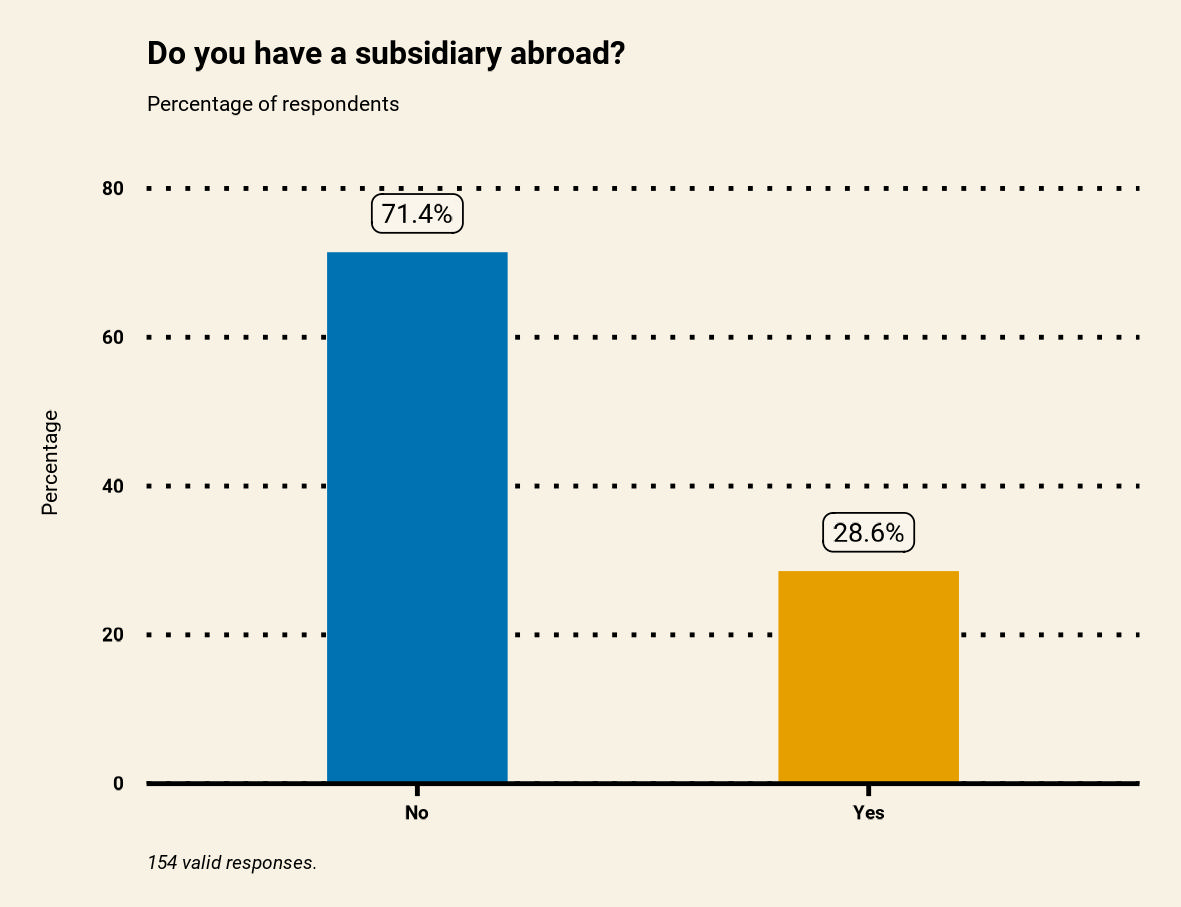 Do you have a subsidiary abroad?
Percentage of respondents
80
71.4%
60
Percentage
40
28.6%
20
0
No Yes
154 valid responses.